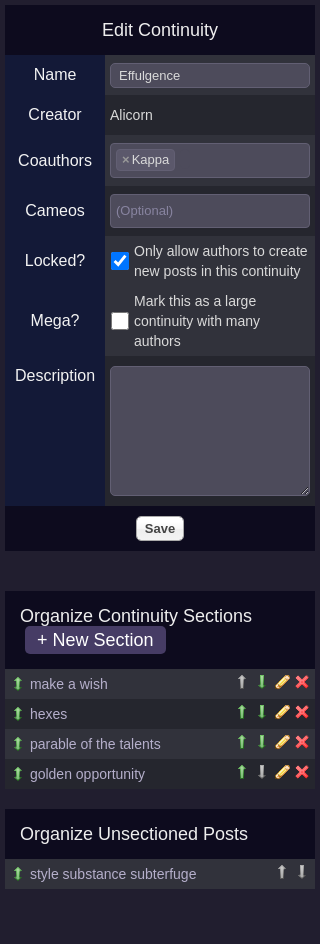 Edit Continuity
Name
Effulgence
Creator
Alicorn
Coauthors
×Kappa
Cameos
(Optional)
Locked?
Only allow authors to create
new posts in this continuity
Mega?
Mark this as a large
continuity with many
authors
Description
Save
Organize Continuity Sections
+ New Section
make a wish
hexes
parable of the talents
golden opportunity
Organize Unsectioned Posts
style substance subterfuge